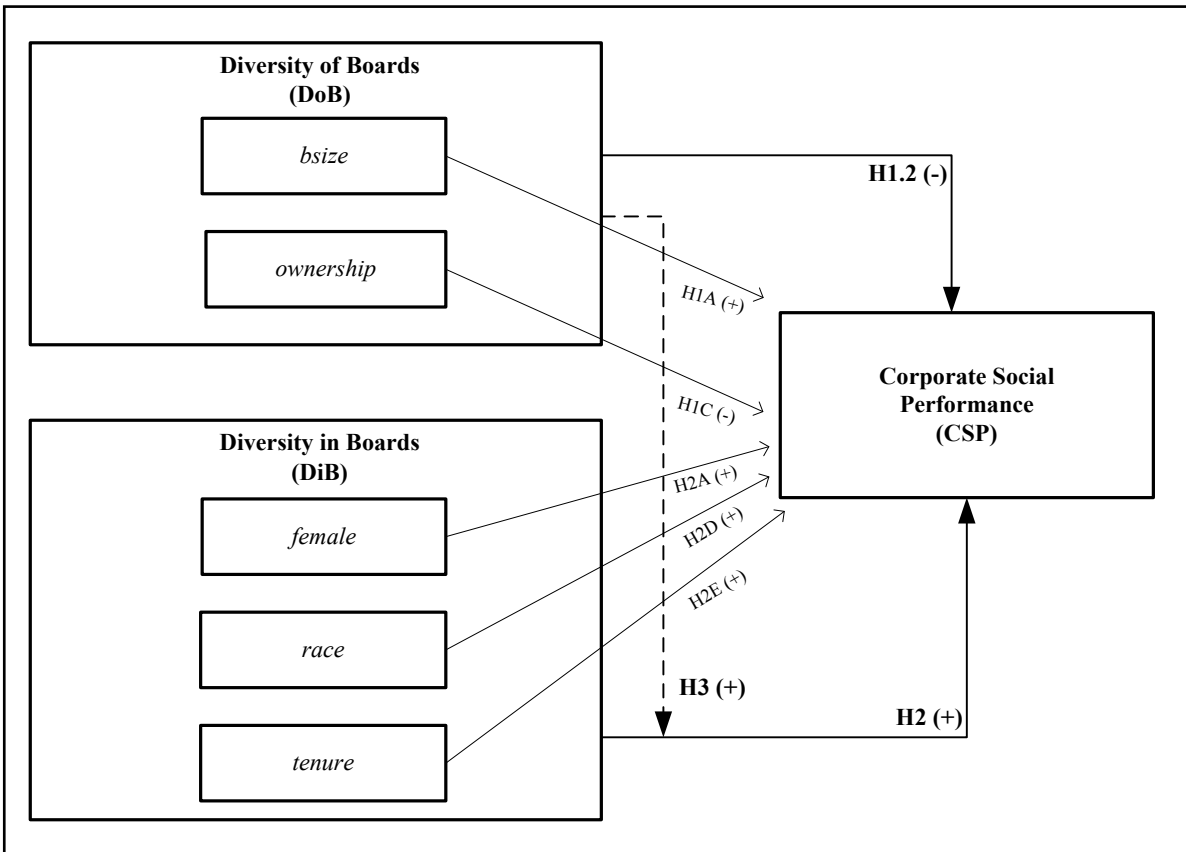 Diversity of Boards
(DoB)
bsize
ownership
H1.2 (-)
H1A (+)
H1C (-)
Corporate Social
Performance
(CSP)
Diversity in Boards
(DiB)
female
race
tenure
H2A (+)
H2D (+)
H2E (+)
H3 (+)
H2 (+)